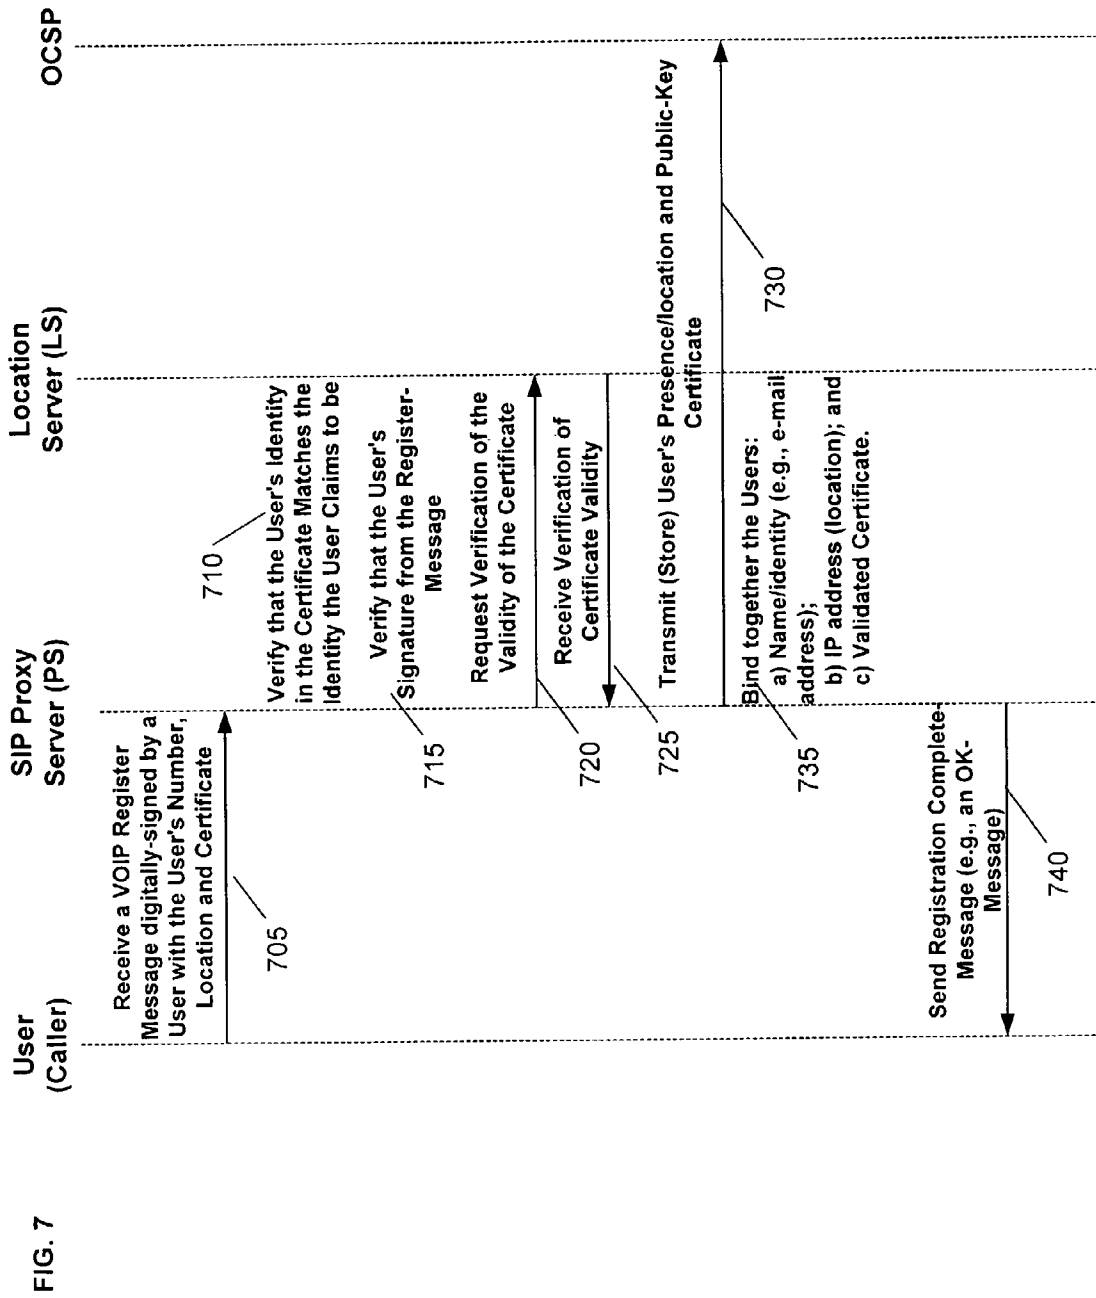 FIG. 7
User
(Caller)
SIP Proxy
Server (PS)
Location
Server (LS)
OCSP
Receive a VOIP Register
Message digitally-signed by a
User with the User's Number,
Location and Certificate
705
710
Verify that the User's Identity
in the Certificate Matches the
Identity the User Claims to be
Verify that the User's
Signature from the Register-
Message
715
Request Verification of the
Validity of the Certificate
720
Receive Verification of
Certificate Validity
725
Transmit (Store) User's Presence/location and Public-Key
Certificate
730
Bind together the Users:
a) Name/identity (e.g., e-mail
address);
b) IP address (location); and
c) Validated Certificate.
735
Send Registration Complete-
Message (e.g., an OK-
Message)
740